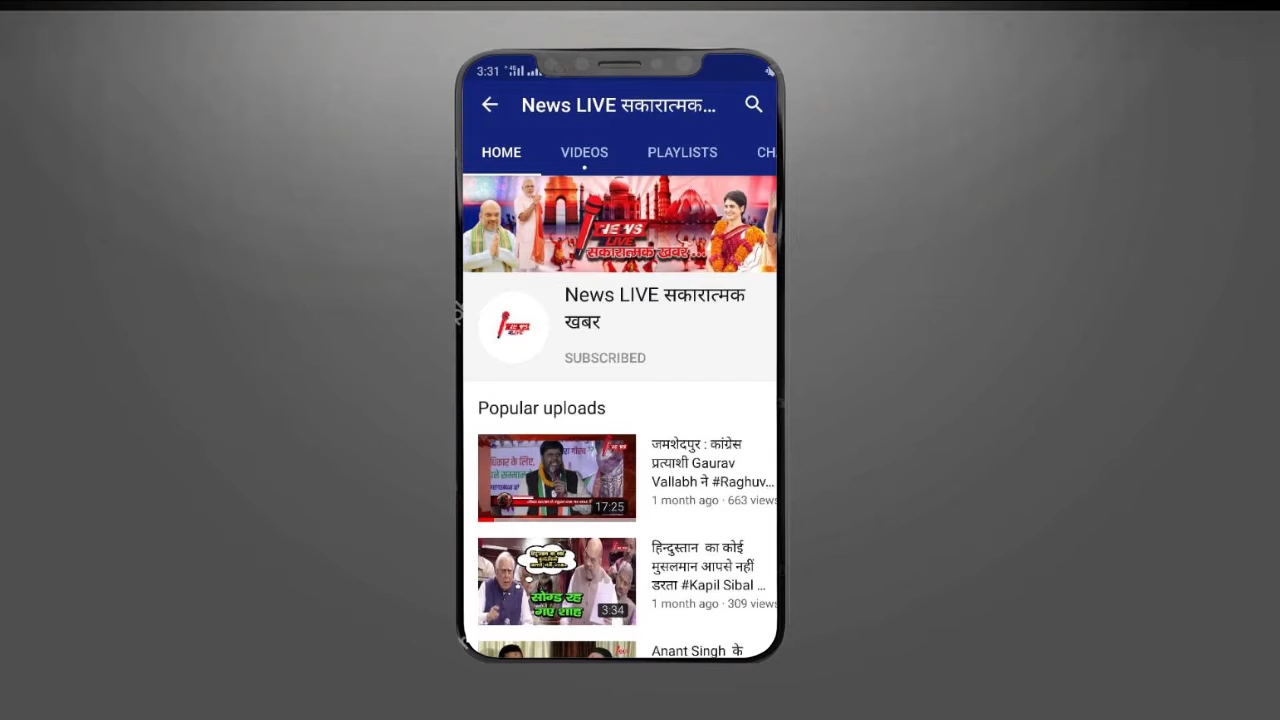 3:31
News LIVE सकारात्मक...
HOME VIDEOS PLAYLISTS CH
NEWS
LIVE
सकारात्मक खबर ...
News LIVE सकारात्मक
खबर
SUBSCRIBED
Popular uploads
जमशेदपुर : कांग्रेस
प्रत्याशी Gaurav
Vallabh ने #Raghuv...
1 month ago · 663 views
धिकार के लिए,
17:25
हिन्दुस्तान का कोई
मुसलमान आपसे नहीं
डरता #Kapil Sibal ...
1 month ago · 309 views
रह
गए शाह
3:34
Anant Singh के